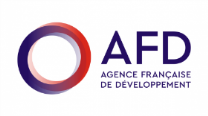 AFD
AGENCE FRANÇAISE
DE DÉVELOPPEMENT